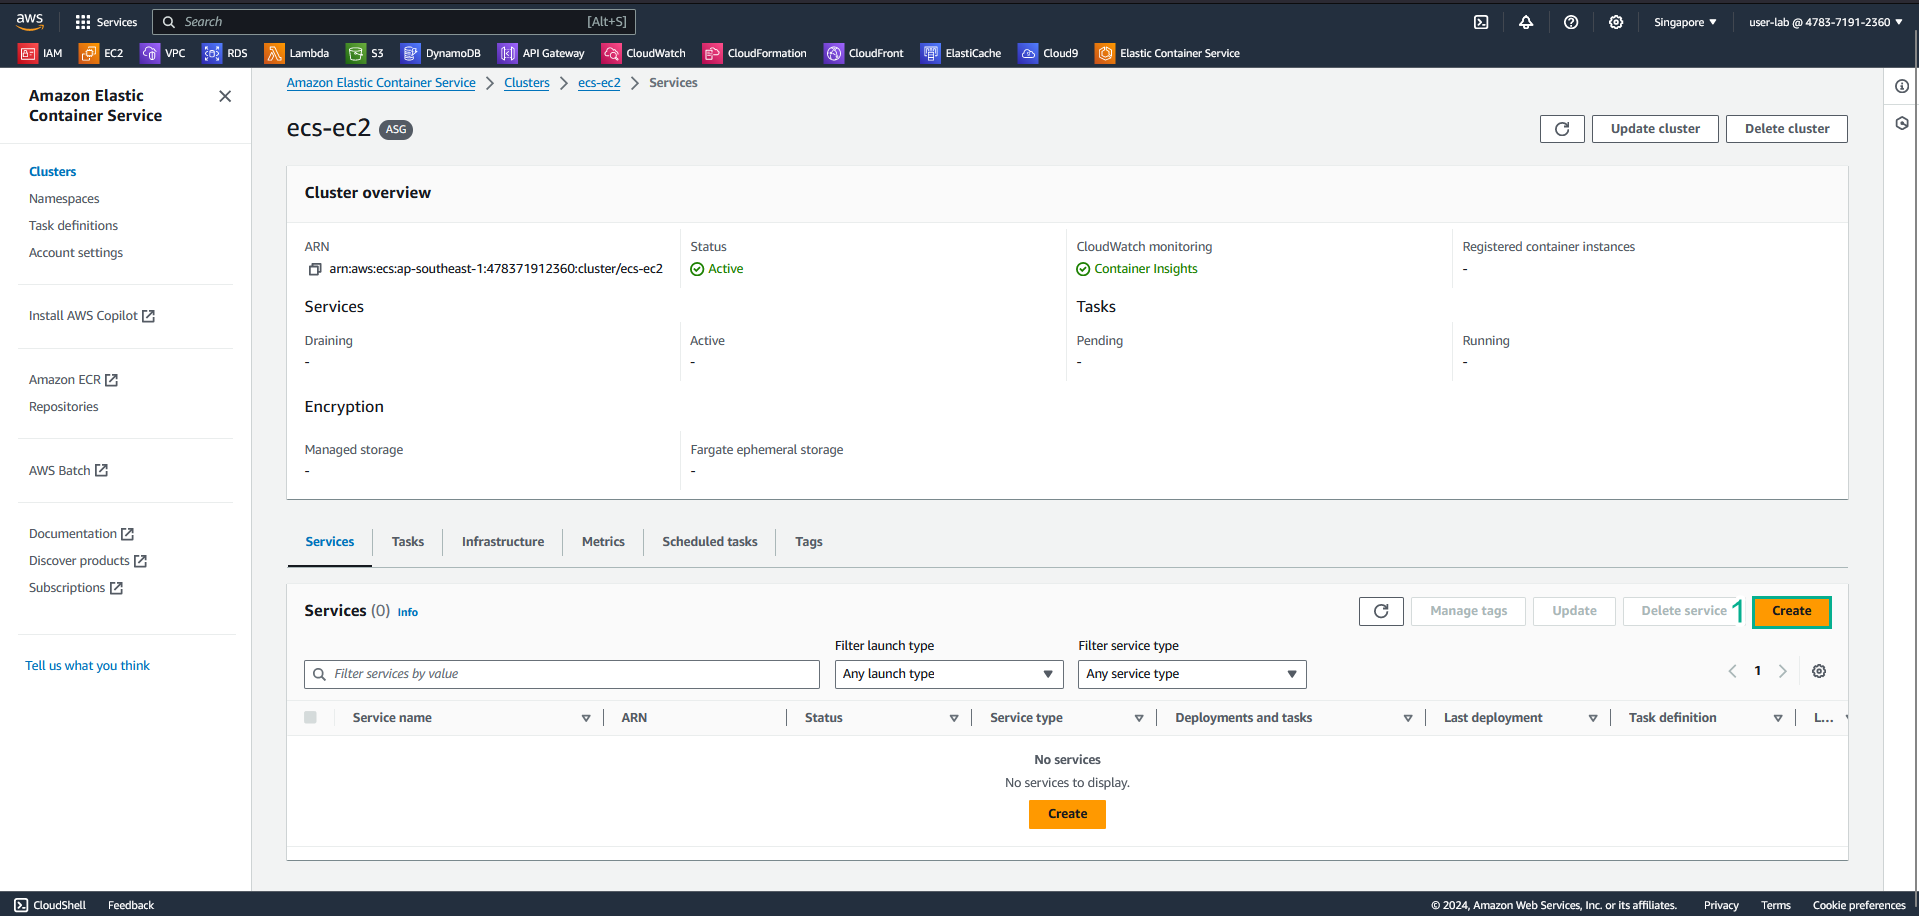 aws Services Search [Alt+S] Singapore user-lab @ 4783-7191-2360
IAM EC2 VPC RDS Lambda S3 DynamoDB API Gateway CloudWatch CloudFormation CloudFront ElastiCache Cloud9 Elastic Container Service
Amazon Elastic
Container Service
Clusters
Namespaces
Task definitions
Account settings
Install AWS Copilot
Amazon ECR
Repositories
AWS Batch
Documentation
Discover products
Subscriptions
Tell us what you think
Amazon Elastic Container Service Clusters ecs-ec2 Services
ecs-ec2 ASG Update cluster Delete cluster
Cluster overview
ARN Status CloudWatch monitoring Registered container instances
arn:aws:ecs:ap-southeast-1:478371912360:cluster/ecs-ec2 Active Container Insights -
Services Tasks
Draining Active Pending Running
- - - -
Encryption
Managed storage Fargate ephemeral storage
- -
Services Tasks Infrastructure Metrics Scheduled tasks Tags
Services (0) Info Manage tags Update Delete service 1 Create
Filter launch type Filter service type
Filter services by value Any launch type Any service type 1
Service name ARN Status Service type Deployments and tasks Last deployment Task definition L...
No services
No services to display.
Create
CloudShell Feedback © 2024, Amazon Web Services, Inc. or its affiliates. Privacy Terms Cookie preferences